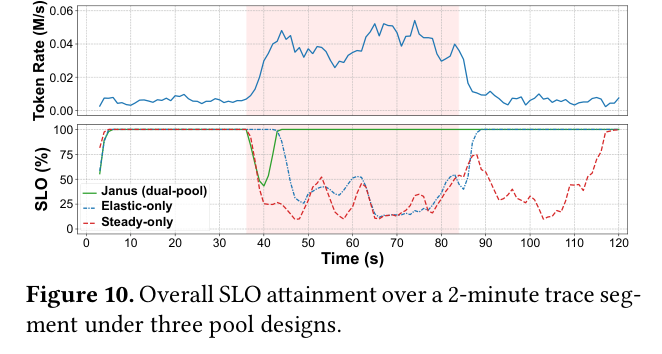 Token Rate (M/s)
0.06
0.04
0.02
0.00
SLO (%)
100
75
50
25
0
Janus (dual-pool)
Elastic-only
Steady-only
0 10 20 30 40 50 60 70 80 90 100 110 120
Time (s)
Figure 10. Overall SLO attainment over a 2-minute trace seg-
ment under three pool designs.